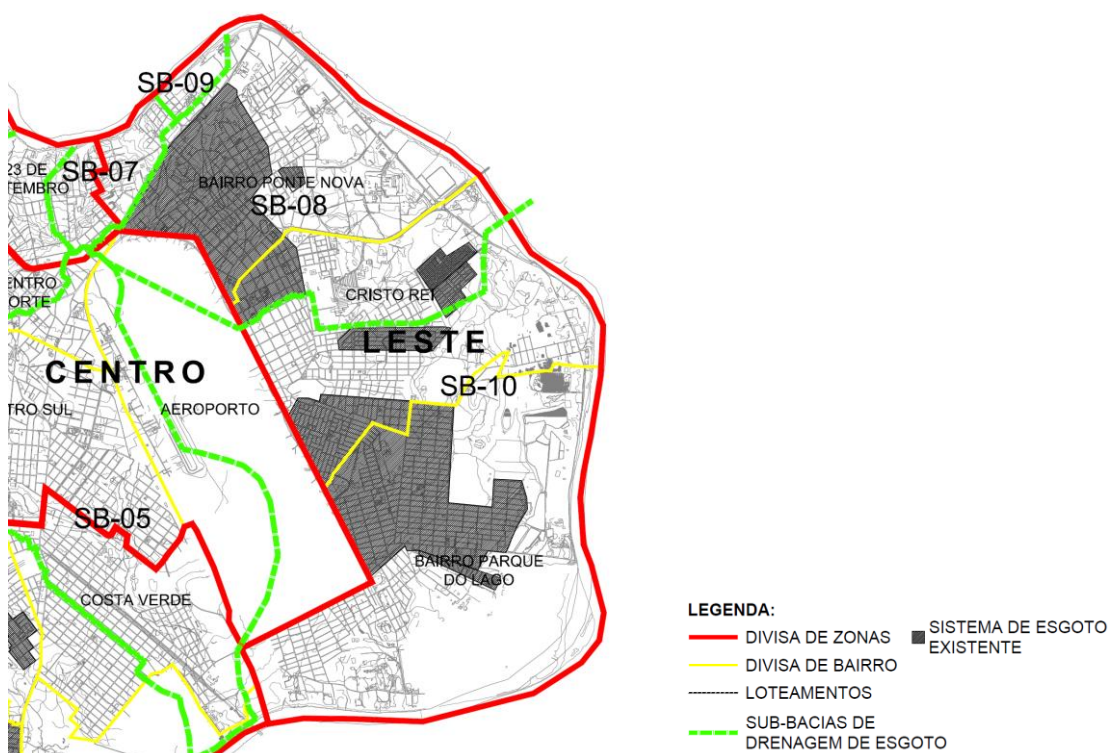 SB-09
23 DE
TEMBRO
SB-07
BAIRRO PONTE NOVA
SB-08
ENTRO
ORTE
CRISTO REI
LESTE
CENTRO
SB-10
TRO SUL
AEROPORTO
SB-05
BAIRRO PARQUE
DO LAGO
COSTA VERDE
LEGENDA:
DIVISA DE ZONAS
SISTEMA DE ESGOTO
EXISTENTE
DIVISA DE BAIRRO
LOTEAMENTOS
SUB-BACIAS DE
DRENAGEM DE ESGOTO